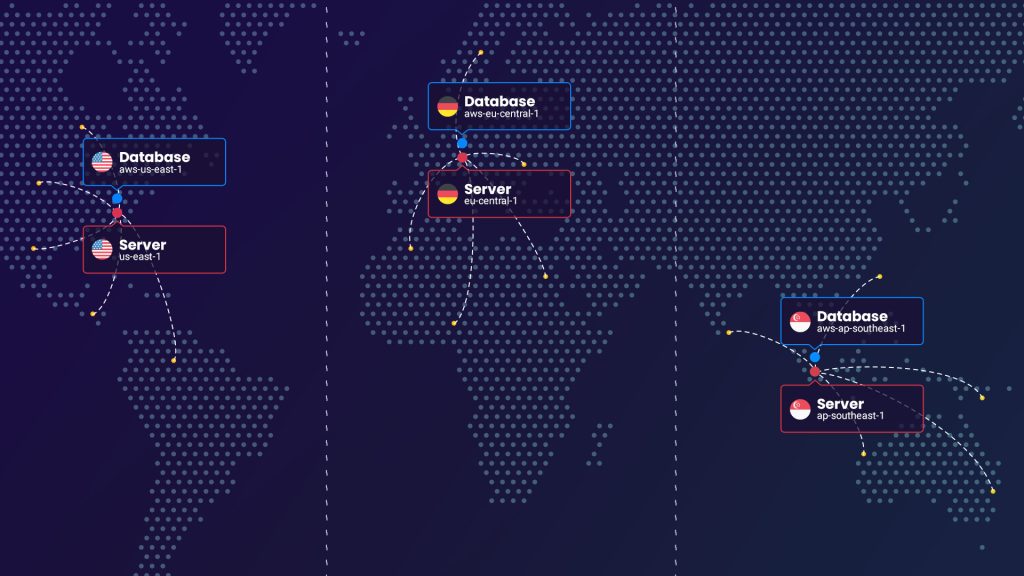 Database
aws-us-east-1
Server
us-east-1
Database
aws-eu-central-1
Server
eu-central-1
Database
aws-ap-southeast-1
Server
ap-southeast-1